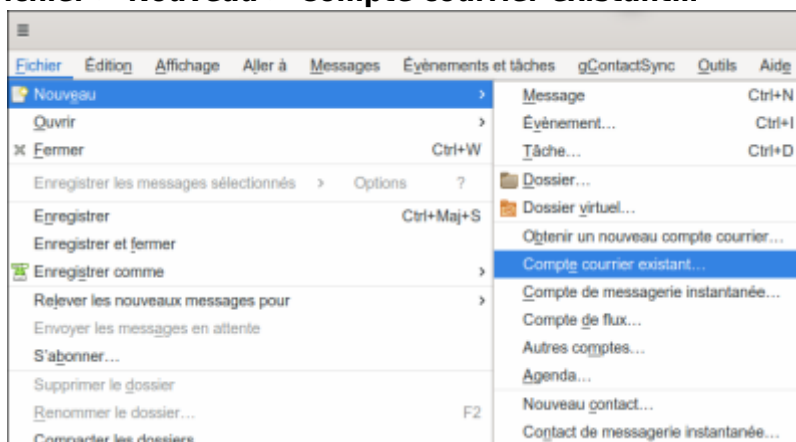 Fichier Édition Affichage Aller à Messages Évènements et tâches gContactSync Outils Aide
Nouveau >
Ouvrir >
Fermer Ctrl+W
Enregistrer les messages sélectionnés > Options ?
Enregistrer Ctrl+Maj+S
Enregistrer et fermer
Enregistrer comme >
Relever les nouveaux messages pour >
Envoyer les messages en attente
S'abonner...
Supprimer le dossier
Renommer le dossier... F2
Compacter les dossiers
Message Ctrl+N
Évènement... Ctrl+I
Tâche... Ctrl+D
Dossier...
Dossier virtuel...
Obtenir un nouveau compte courrier...
Compte courrier existant...
Compte de messagerie instantanée...
Compte de flux...
Autres comptes...
Agenda...
Nouveau contact...
Contact de messagerie instantanée...